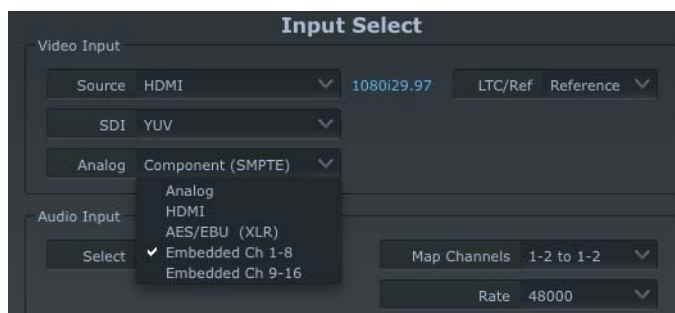 Input Select
Video Input
Source HDMI 1080i29.97 LTC/Ref Reference
SDI YUV
Analog Component (SMPTE)
Analog
HDMI
Audio Input
AES/EBU (XLR)
Select ✔ Embedded Ch 1-8 Map Channels 1-2 to 1-2
Embedded Ch 9-16
Rate 48000